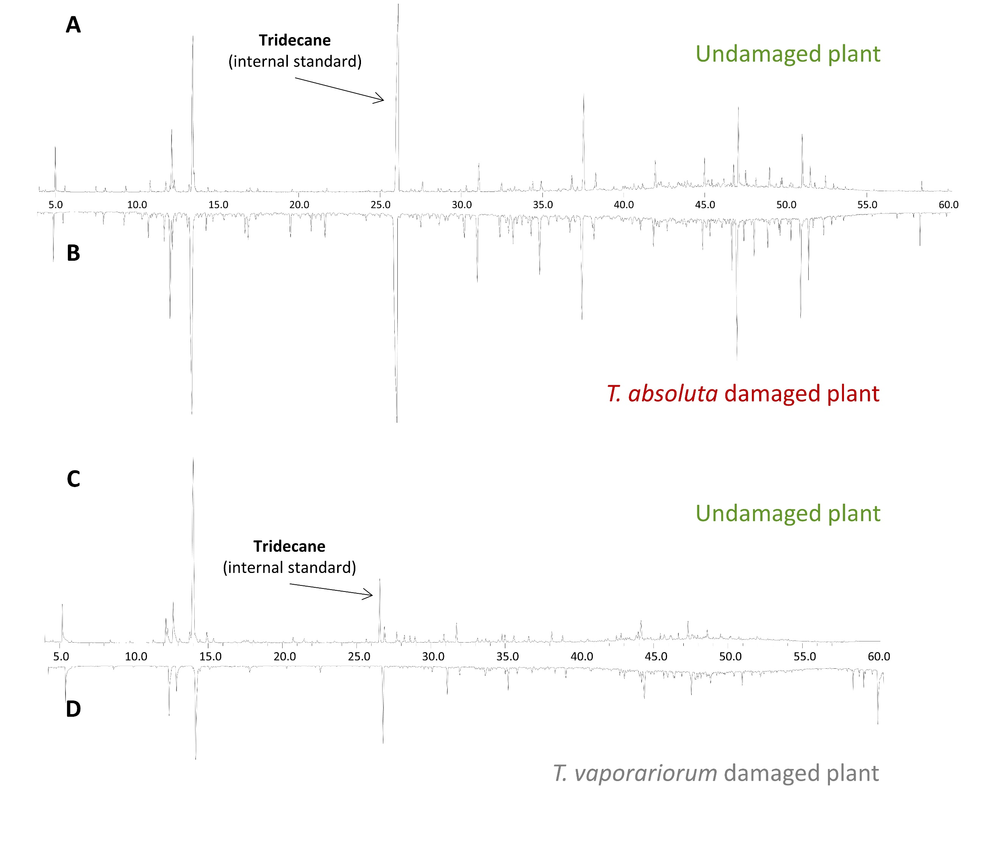 A
Tridecane
(internal standard)
Undamaged plant
5.0 10.0 15.0 20.0 25.0 30.0 35.0 40.0 45.0 50.0 55.0 60.0
B
T. absoluta damaged plant
C
Undamaged plant
Tridecane
(internal standard)
5.0 10.0 15.0 20.0 25.0 30.0 35.0 40.0 45.0 50.0 55.0 60.0
D
T. vaporariorum damaged plant